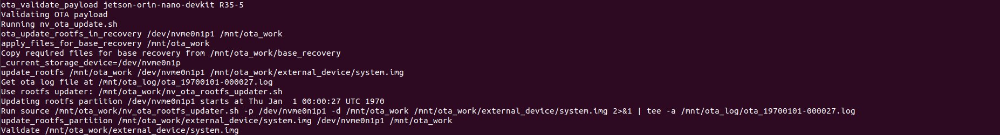 ota_validate_payload jetson-orin-nano-devkit R35-5
Validating OTA payload
Running nv_ota_update.sh
ota_update_rootfs_in_recovery /dev/nvme0n1p1 /mnt/ota_work
apply_files_for_base_recovery /mnt/ota_work
Copy required files for base recovery from /mnt/ota_work/base_recovery
_current_storage_device=/dev/nvme0n1p
update_rootfs /mnt/ota_work /dev/nvme0n1p1 /mnt/ota_work/external_device/system.img
Get ota log file at /mnt/ota_log/ota_19700101-000027.log
Use rootfs updater: /mnt/ota_work/nv_ota_rootfs_updater.sh
Updating rootfs partition /dev/nvme0n1p1 starts at Thu Jan  1 00:00:27 UTC 1970
Run source /mnt/ota_work/nv_ota_rootfs_updater.sh -p /dev/nvme0n1p1 -d /mnt/ota_work /mnt/ota_work/external_device/system.img 2>&1 | tee -a /mnt/ota_log/ota_19700101-000027.log
update_rootfs_partition /mnt/ota_work/external_device/system.img /dev/nvme0n1p1 /mnt/ota_work
Validate /mnt/ota_work/external_device/system.img